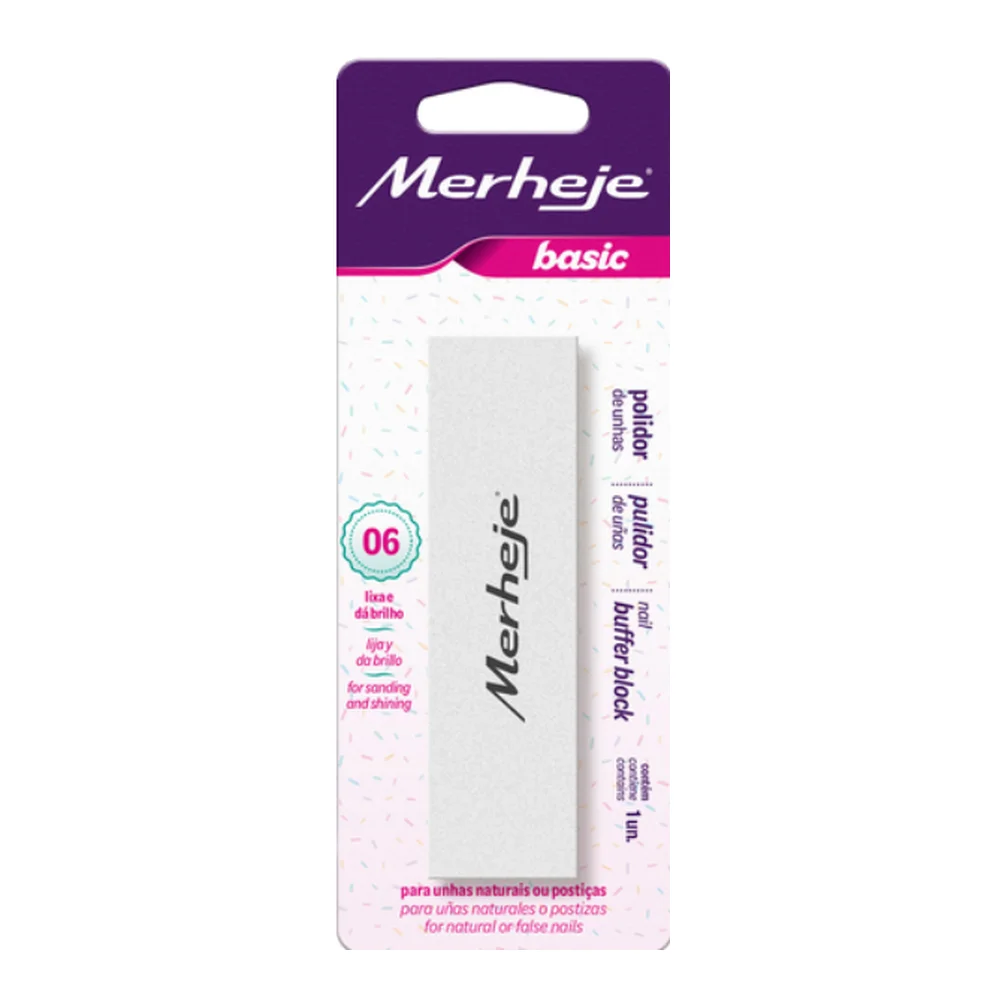 Merheje®
basic
polidor
de unhas
pulidor
de uñas
nail
buffer block
contém
contiene
contains
1 un.
Merheje®
06
lixa e
dá brilho
lija y
da brillo
for sanding
and shining
para unhas naturais ou postiças
para uñas naturales o postizas
for natural or false nails